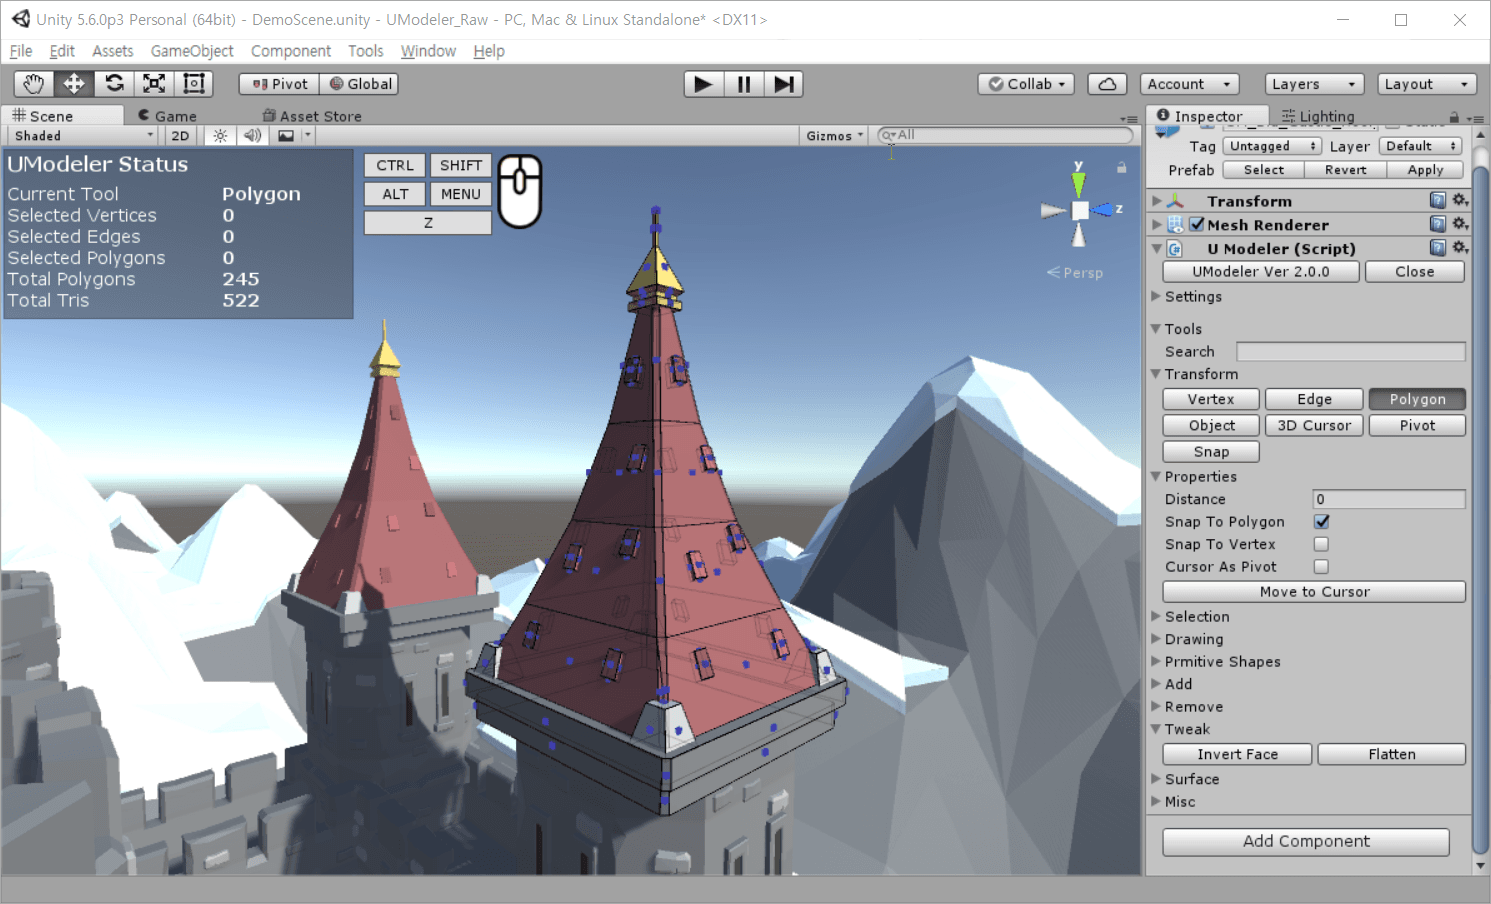 Unity 5.6.0p3 Personal (64bit) - DemoScene.unity - UModeler_Raw - PC, Mac & Linux Standalone* <DX11>
File Edit Assets GameObject Component Tools Window Help
Pivot Global Collab Account Layers Layout
Scene Game Asset Store
Shaded 2D Gizmos All
UModeler Status
Current Tool Polygon
Selected Vertices 0
Selected Edges 0
Selected Polygons 0
Total Polygons 245
Total Tris 522
CTRL SHIFT
ALT MENU
Z
y
z
Persp
Inspector Lighting
Tag Untagged Layer Default
Prefab Select Revert Apply
Transform
Mesh Renderer
U Modeler (Script)
UModeler Ver 2.0.0 Close
Settings
Tools
Search
Transform
Vertex Edge Polygon
Object 3D Cursor Pivot
Snap
Properties
Distance 0
Snap To Polygon
Snap To Vertex
Cursor As Pivot
Move to Cursor
Selection
Drawing
Prmitive Shapes
Add
Remove
Tweak
Invert Face Flatten
Surface
Misc
Add Component